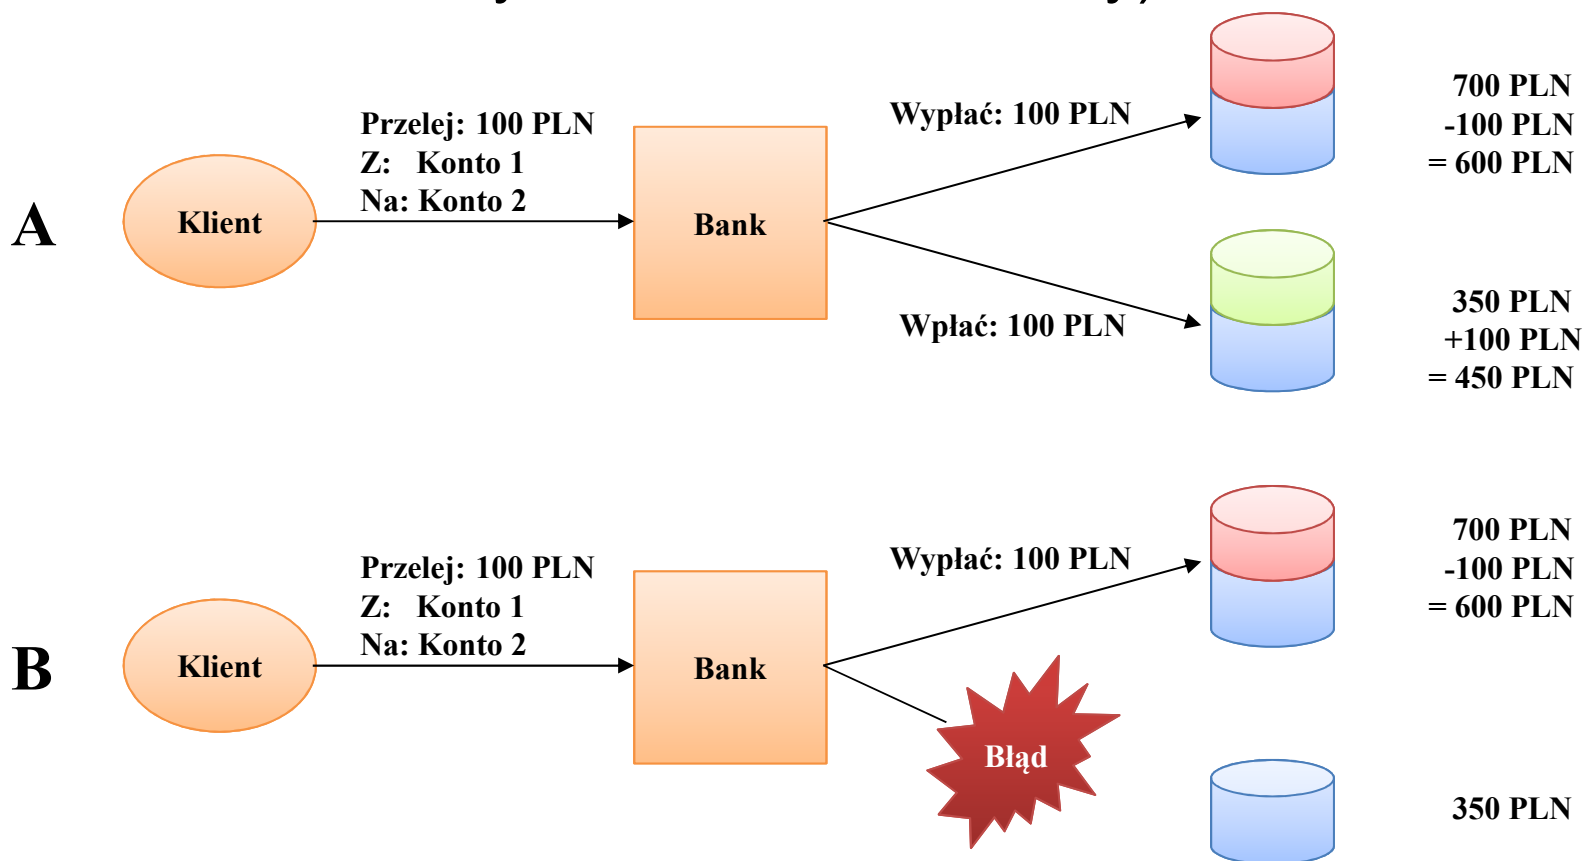 A
Klient
Przelej: 100 PLN
Z: Konto 1
Na: Konto 2
Bank
Wypłać: 100 PLN
700 PLN
-100 PLN
= 600 PLN
Wpłać: 100 PLN
350 PLN
+100 PLN
= 450 PLN
B
Klient
Przelej: 100 PLN
Z: Konto 1
Na: Konto 2
Bank
Wypłać: 100 PLN
700 PLN
-100 PLN
= 600 PLN
Błąd
350 PLN